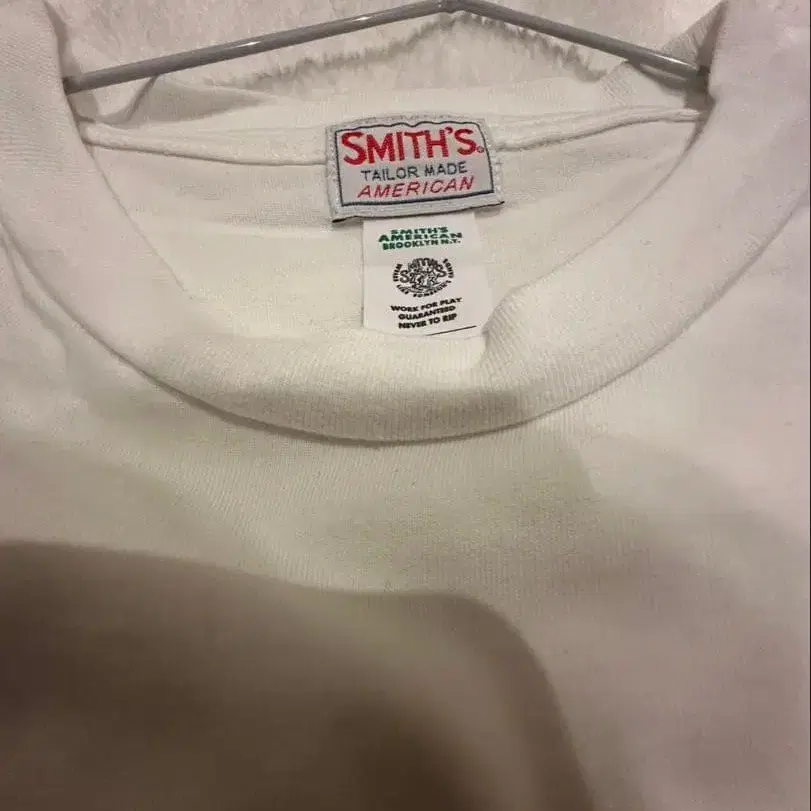 SMITH'S.
TAILOR MADE
AMERICAN
SMITH'S
AMERICAN
BROOKLYN N.Y.
WORK FOR PLAY
GUARANTEED
NEVER TO RIP